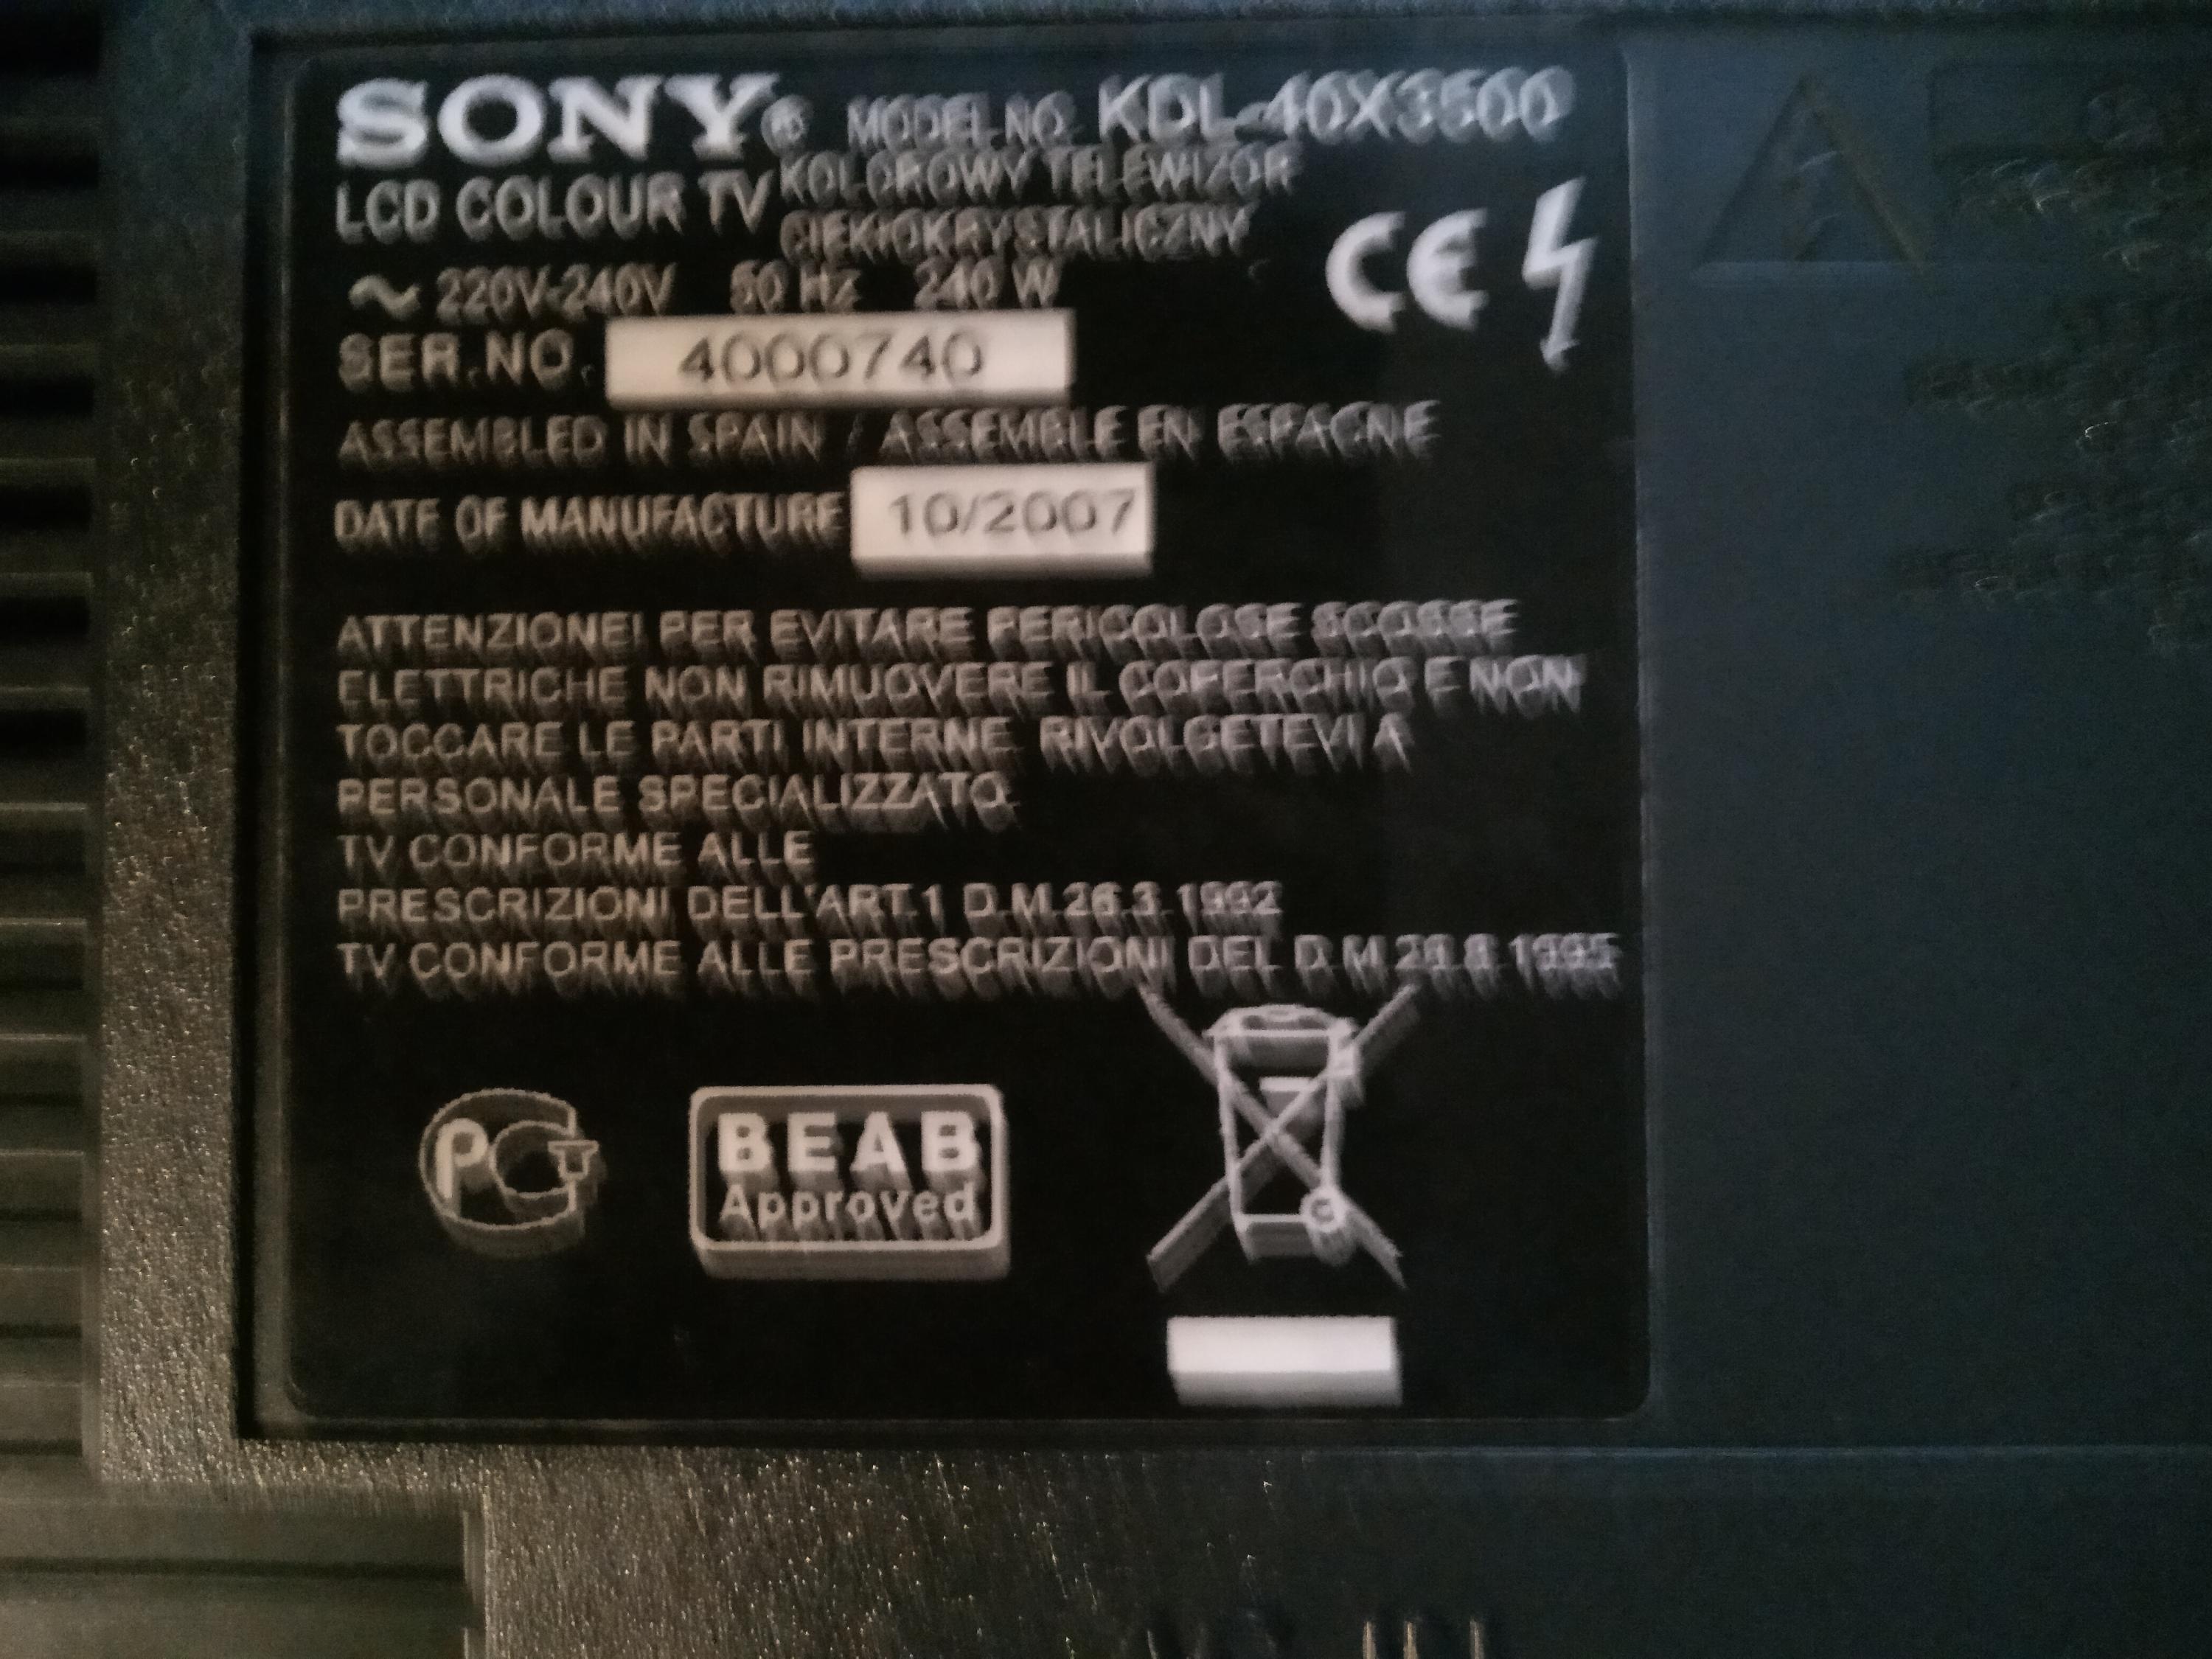 SONY® MODEL NO. KDL-40X3500
LCD COLOUR TV KOLOROWY TELEWIZOR
CIEKŁOKRYSTALICZNY
~ 220V-240V 50 Hz 240 W
CE
SER.NO. 4000740
ASSEMBLED IN SPAIN / ASSEMBLE EN ESPAGNE
DATE OF MANUFACTURE 10/2007
ATTENZIONE! PER EVITARE PERICOLOSE SCOSSE
ELETTRICHE NON RIMUOVERE IL COPERCHIO E NON
TOCCARE LE PARTI INTERNE. RIVOLGETEVI A
PERSONALE SPECIALIZZATO.
TV CONFORME ALLE
PRESCRIZIONI DELL'ART.1 D.M.26.3.1992
TV CONFORME ALLE PRESCRIZIONI DEL D.M.26.8.1995
BEAB
Approved